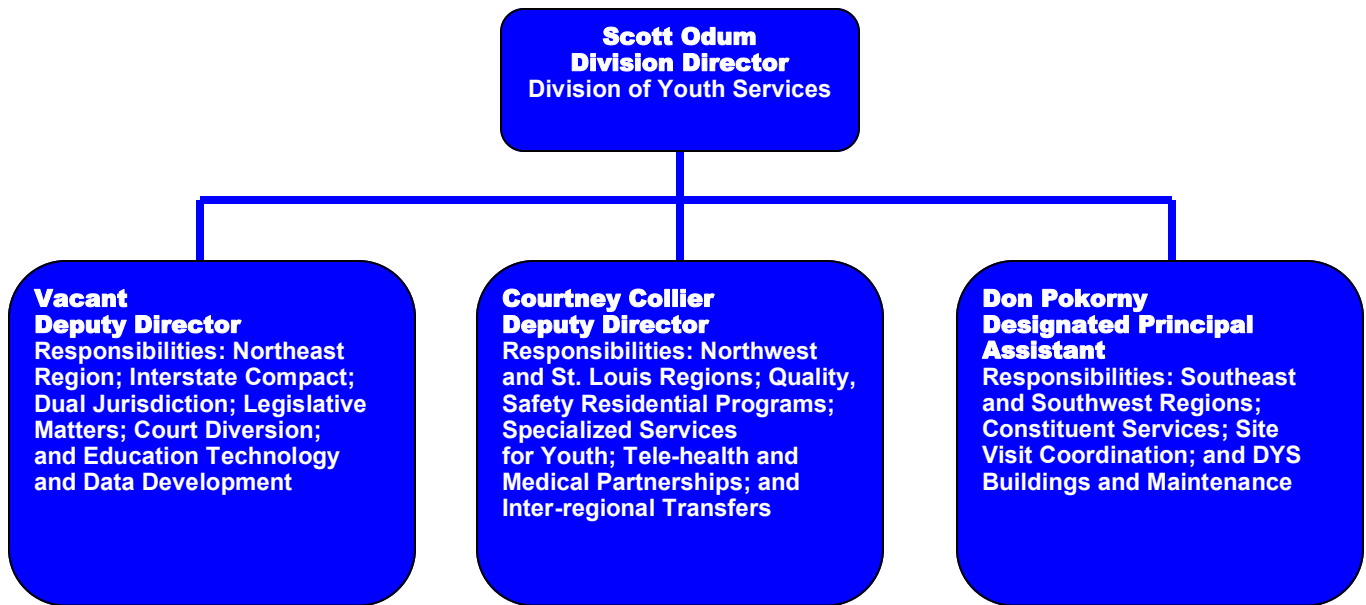 Scott Odum
Division Director
Division of Youth Services
Vacant
Deputy Director
Responsibilities: Northeast
Region; Interstate Compact;
Dual Jurisdiction; Legislative
Matters; Court Diversion;
and Education Technology
and Data Development
Courtney Collier
Deputy Director
Responsibilities: Northwest
and St. Louis Regions; Quality,
Safety Residential Programs;
Specialized Services
for Youth; Tele-health and
Medical Partnerships; and
Inter-regional Transfers
Don Pokorny
Designated Principal
Assistant
Responsibilities: Southeast
and Southwest Regions;
Constituent Services; Site
Visit Coordination; and DYS
Buildings and Maintenance